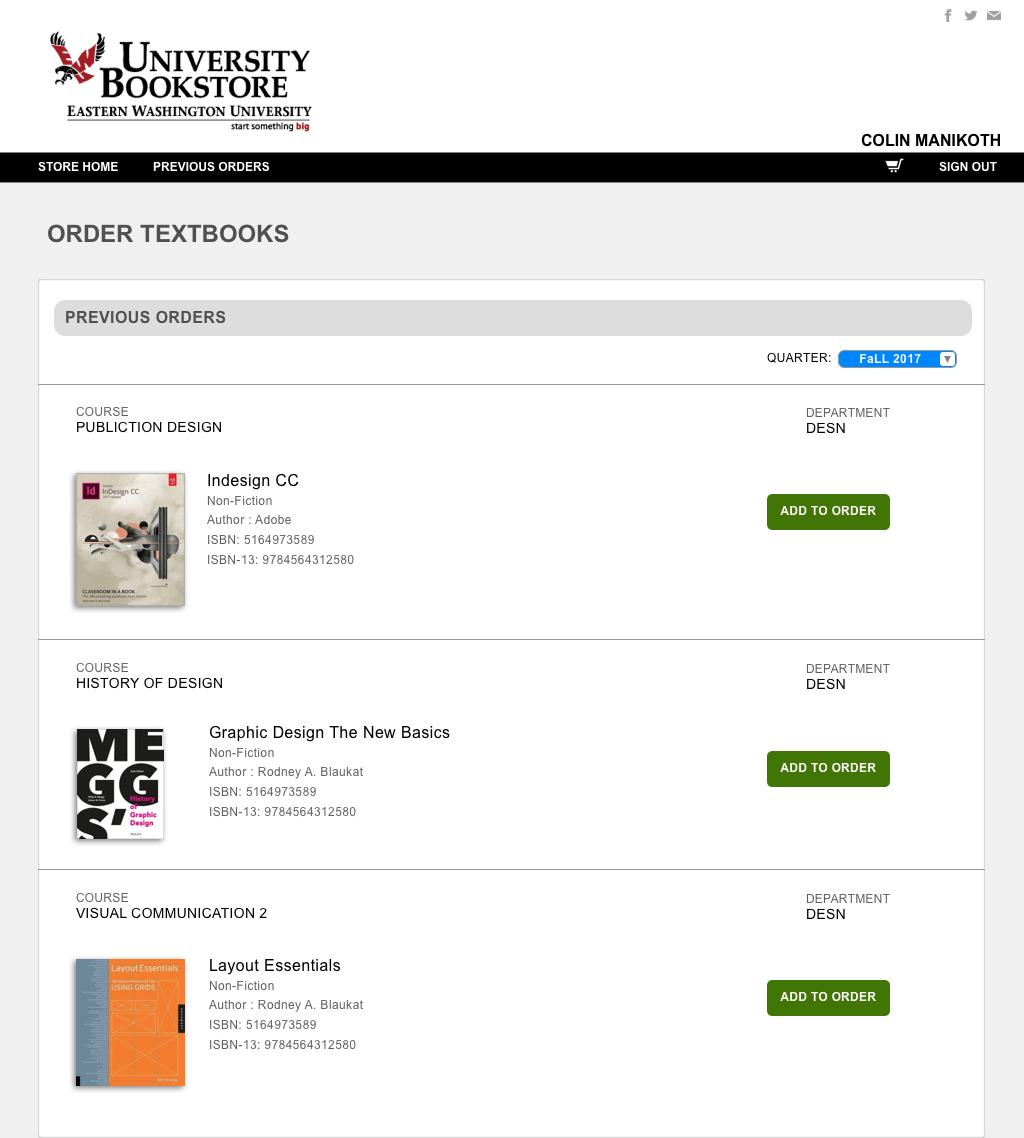 UNIVERSITY
BOOKSTORE
EASTERN WASHINGTON UNIVERSITY
start something big
COLIN MANIKOTH
STORE HOME PREVIOUS ORDERS SIGN OUT
ORDER TEXTBOOKS
PREVIOUS ORDERS
QUARTER: FaLL 2017
COURSE DEPARTMENT
PUBLICTION DESIGN DESN
Id
InDesign CC
CLASSROOM IN A BOOK
Indesign CC
Non-Fiction
Author : Adobe
ISBN: 5164973589
ISBN-13: 9784564312580
ADD TO ORDER
COURSE DEPARTMENT
HISTORY OF DESIGN DESN
ME
GG
S'
History
of
Graphic
Design
WILEY
Graphic Design The New Basics
Non-Fiction
Author : Rodney A. Blaukat
ISBN: 5164973589
ISBN-13: 9784564312580
ADD TO ORDER
COURSE DEPARTMENT
VISUAL COMMUNICATION 2 DESN
Layout Essentials
USING GRIDS
Layout Essentials
Non-Fiction
Author : Rodney A. Blaukat
ISBN: 5164973589
ISBN-13: 9784564312580
ADD TO ORDER